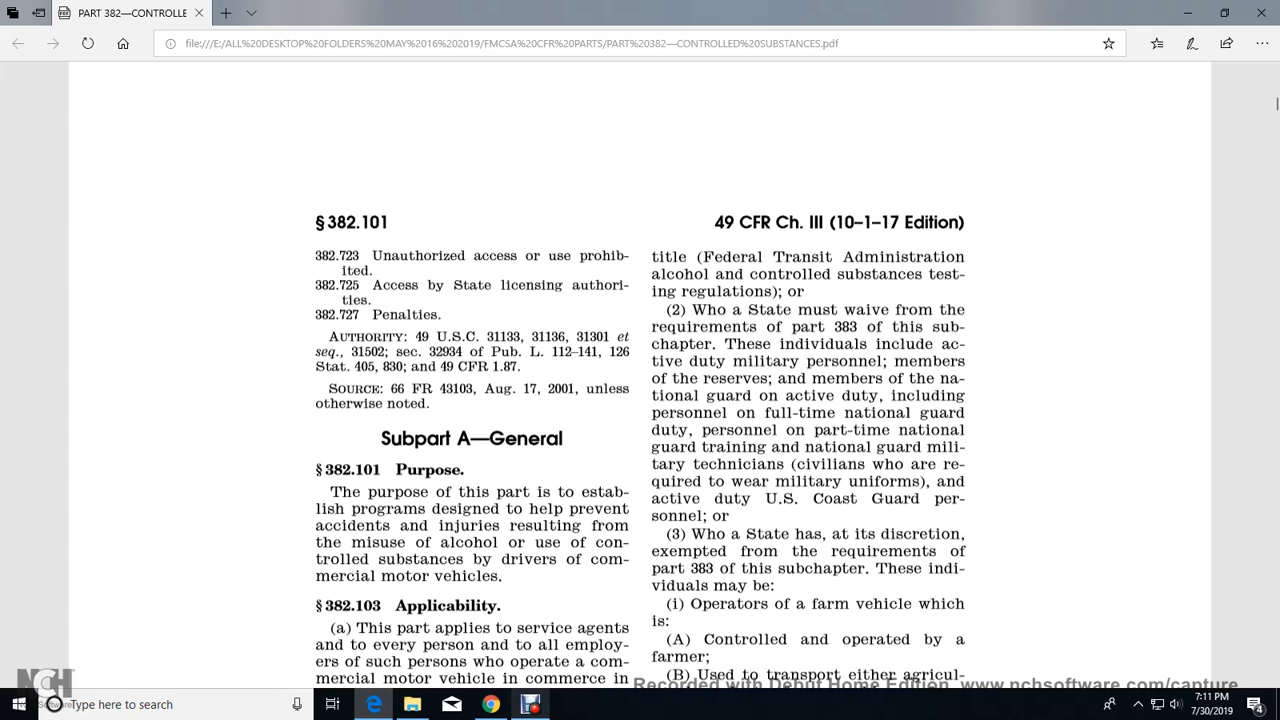 PART 382—CONTROLLE
file:///E:/ALL%20DESKTOP%20FOLDERS%20MAY%2016%202019/FMCSA%20CFR%20PARTS/PART%20382—CONTROLLED%20SUBSTANCES.pdf
§ 382.101
49 CFR Ch. III (10–1–17 Edition)
382.723 Unauthorized access or use prohib-
ited.
382.725 Access by State licensing authori-
ties.
382.727 Penalties.
AUTHORITY: 49 U.S.C. 31133, 31136, 31301 et
seq., 31502; sec. 32934 of Pub. L. 112–141, 126
Stat. 405, 830; and 49 CFR 1.87.
SOURCE: 66 FR 43103, Aug. 17, 2001, unless
otherwise noted.
Subpart A—General
§ 382.101 Purpose.
The purpose of this part is to estab-
lish programs designed to help prevent
accidents and injuries resulting from
the misuse of alcohol or use of con-
trolled substances by drivers of com-
mercial motor vehicles.
§ 382.103 Applicability.
(a) This part applies to service agents
and to every person and to all employ-
ers of such persons who operate a com-
mercial motor vehicle in commerce in
title (Federal Transit Administration
alcohol and controlled substances test-
ing regulations); or
(2) Who a State must waive from the
requirements of part 383 of this sub-
chapter. These individuals include ac-
tive duty military personnel; members
of the reserves; and members of the na-
tional guard on active duty, including
personnel on full-time national guard
duty, personnel on part-time national
guard training and national guard mili-
tary technicians (civilians who are re-
quired to wear military uniforms), and
active duty U.S. Coast Guard per-
sonnel; or
(3) Who a State has, at its discretion,
exempted from the requirements of
part 383 of this subchapter. These indi-
viduals may be:
(i) Operators of a farm vehicle which
is:
(A) Controlled and operated by a
farmer;
(B) Used to transport either agricul-
NCH
Software
Recorded with Debut Home Edition www.nchsoftware.com/capture
Type here to search
7:11 PM
7/30/2019
4